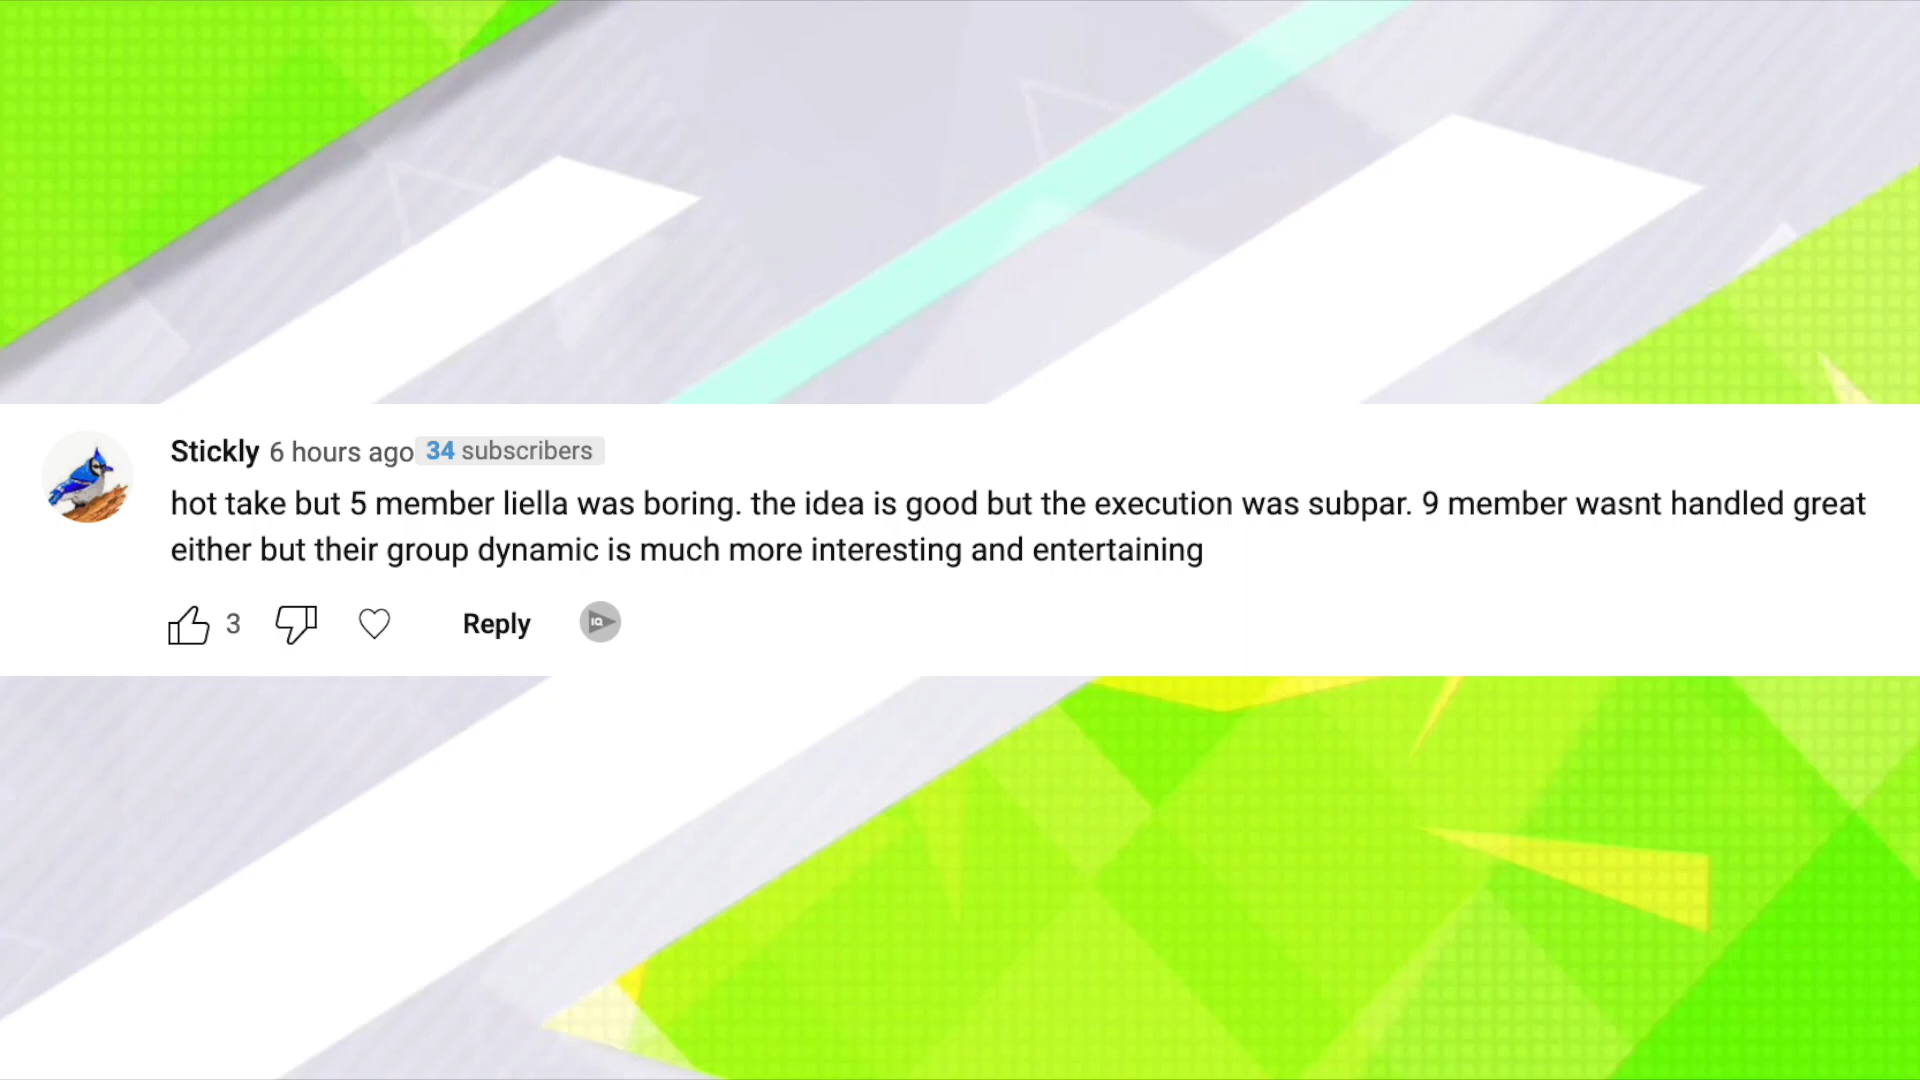 Stickly 6 hours ago 34 subscribers
hot take but 5 member liella was boring. the idea is good but the execution was subpar. 9 member wasnt handled great
either but their group dynamic is much more interesting and entertaining
3 Reply IQ